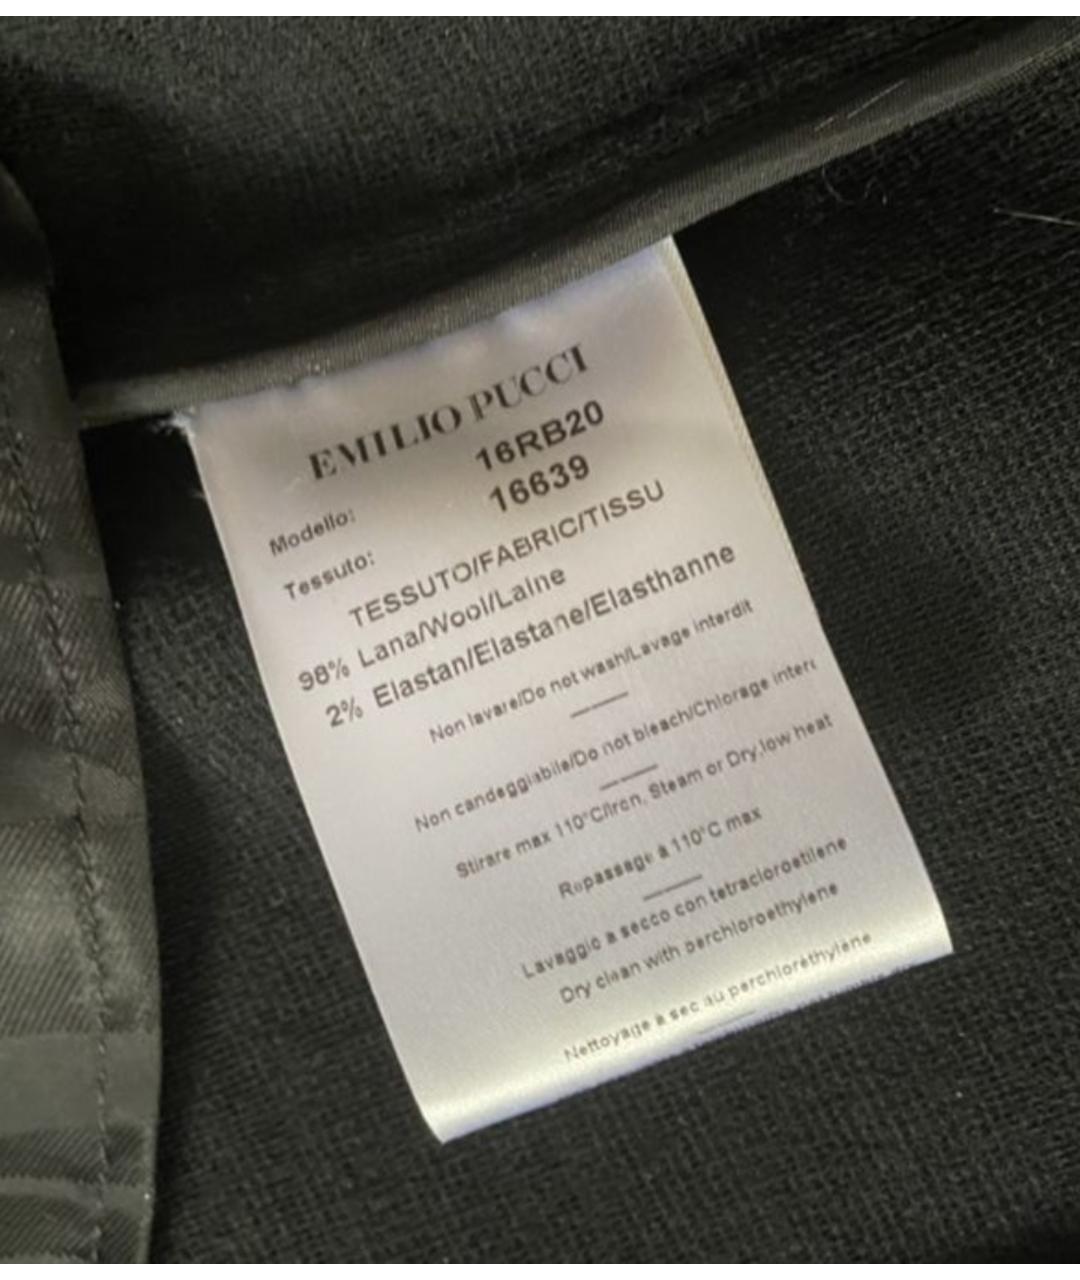 EMILIO PUCCI
Modello: 16RB20
Tessuto: 16639
TESSUTO/FABRIC/TISSU
98% Lana/Wool/Laine
2% Elastan/Elastane/Elasthanne
Non lavare/Do not wash/Lavage interdit
Non candeggiabile/Do not bleach/Chlorage inter
Stirare max 110°C/Iron, Steam or Dry,low heat
Repassage à 110°C max
Lavaggio a secco con tetracloroetilene
Dry clean with perchloroethylene
Nettoyage à sec au perchloréthylène